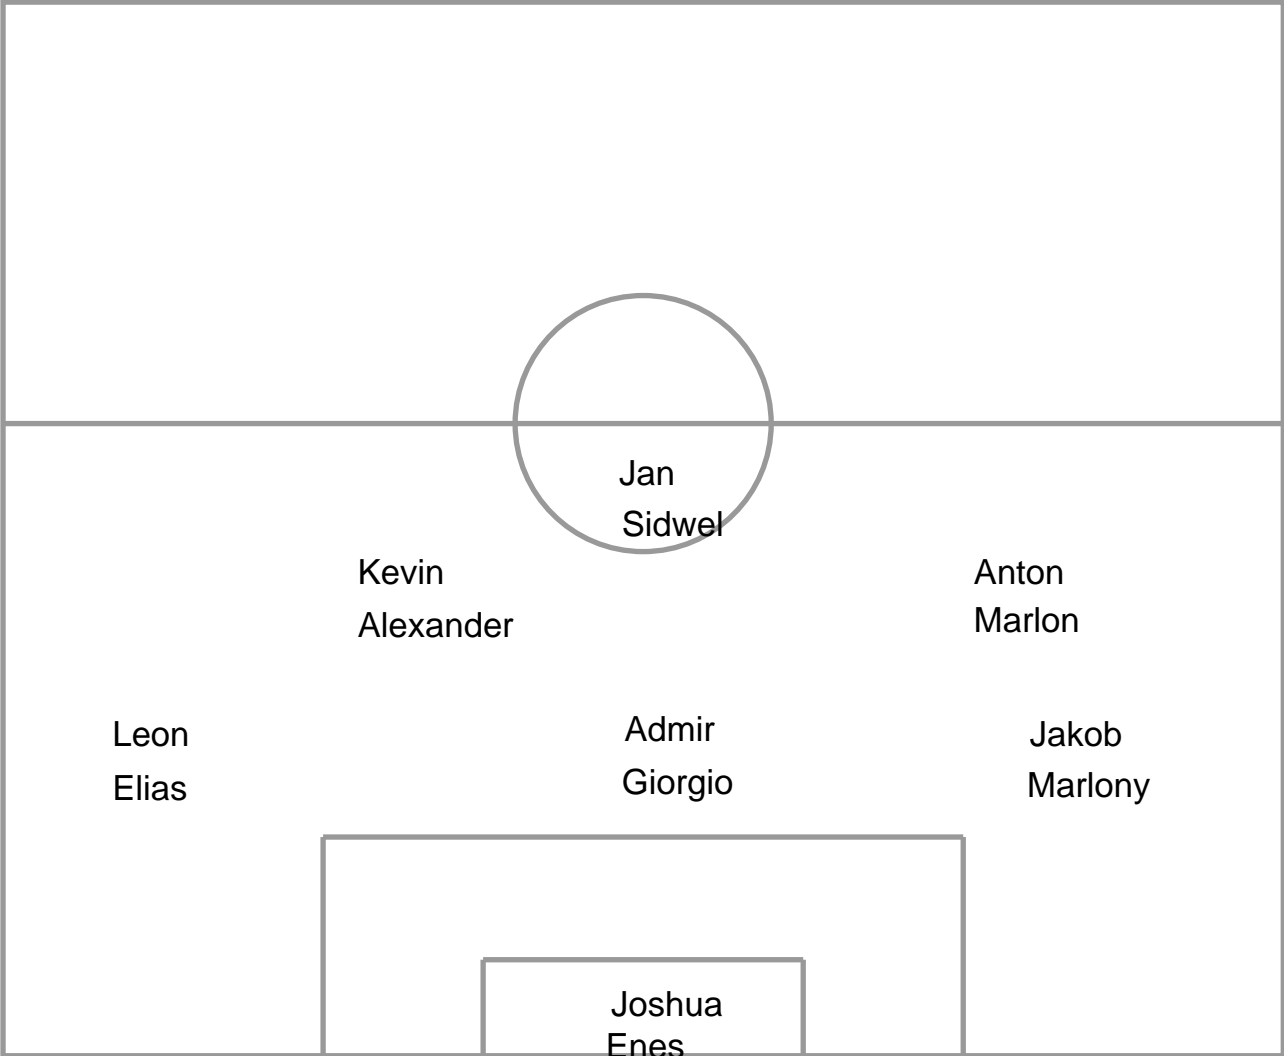 Jan
Sidwel
Kevin
Alexander
Anton
Marlon
Leon
Elias
Admir
Giorgio
Jakob
Marlony
Joshua
Enes